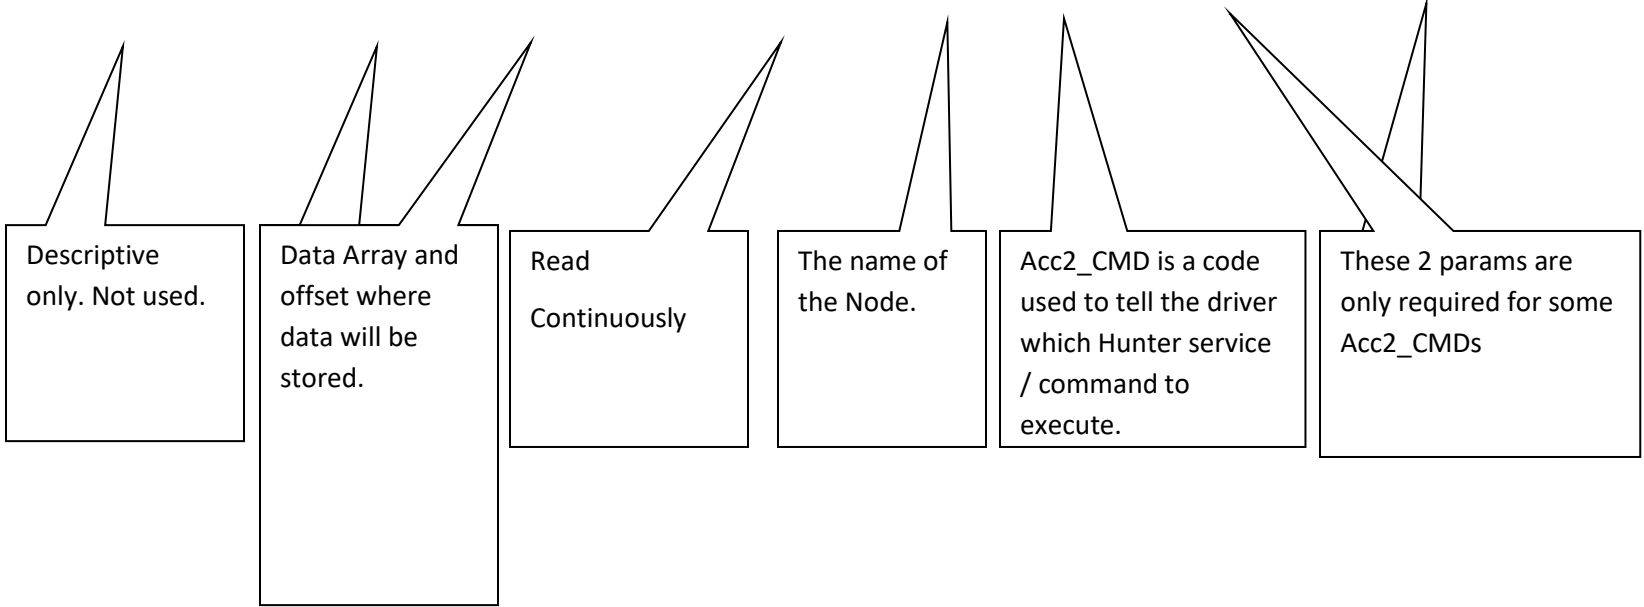 Descriptive
only. Not used.
Data Array and
offset where
data will be
stored.
Read
Continuously
The name of
the Node.
Acc2_CMD is a code
used to tell the driver
which Hunter service
/ command to
execute.
These 2 params are
only required for some
Acc2_CMDs